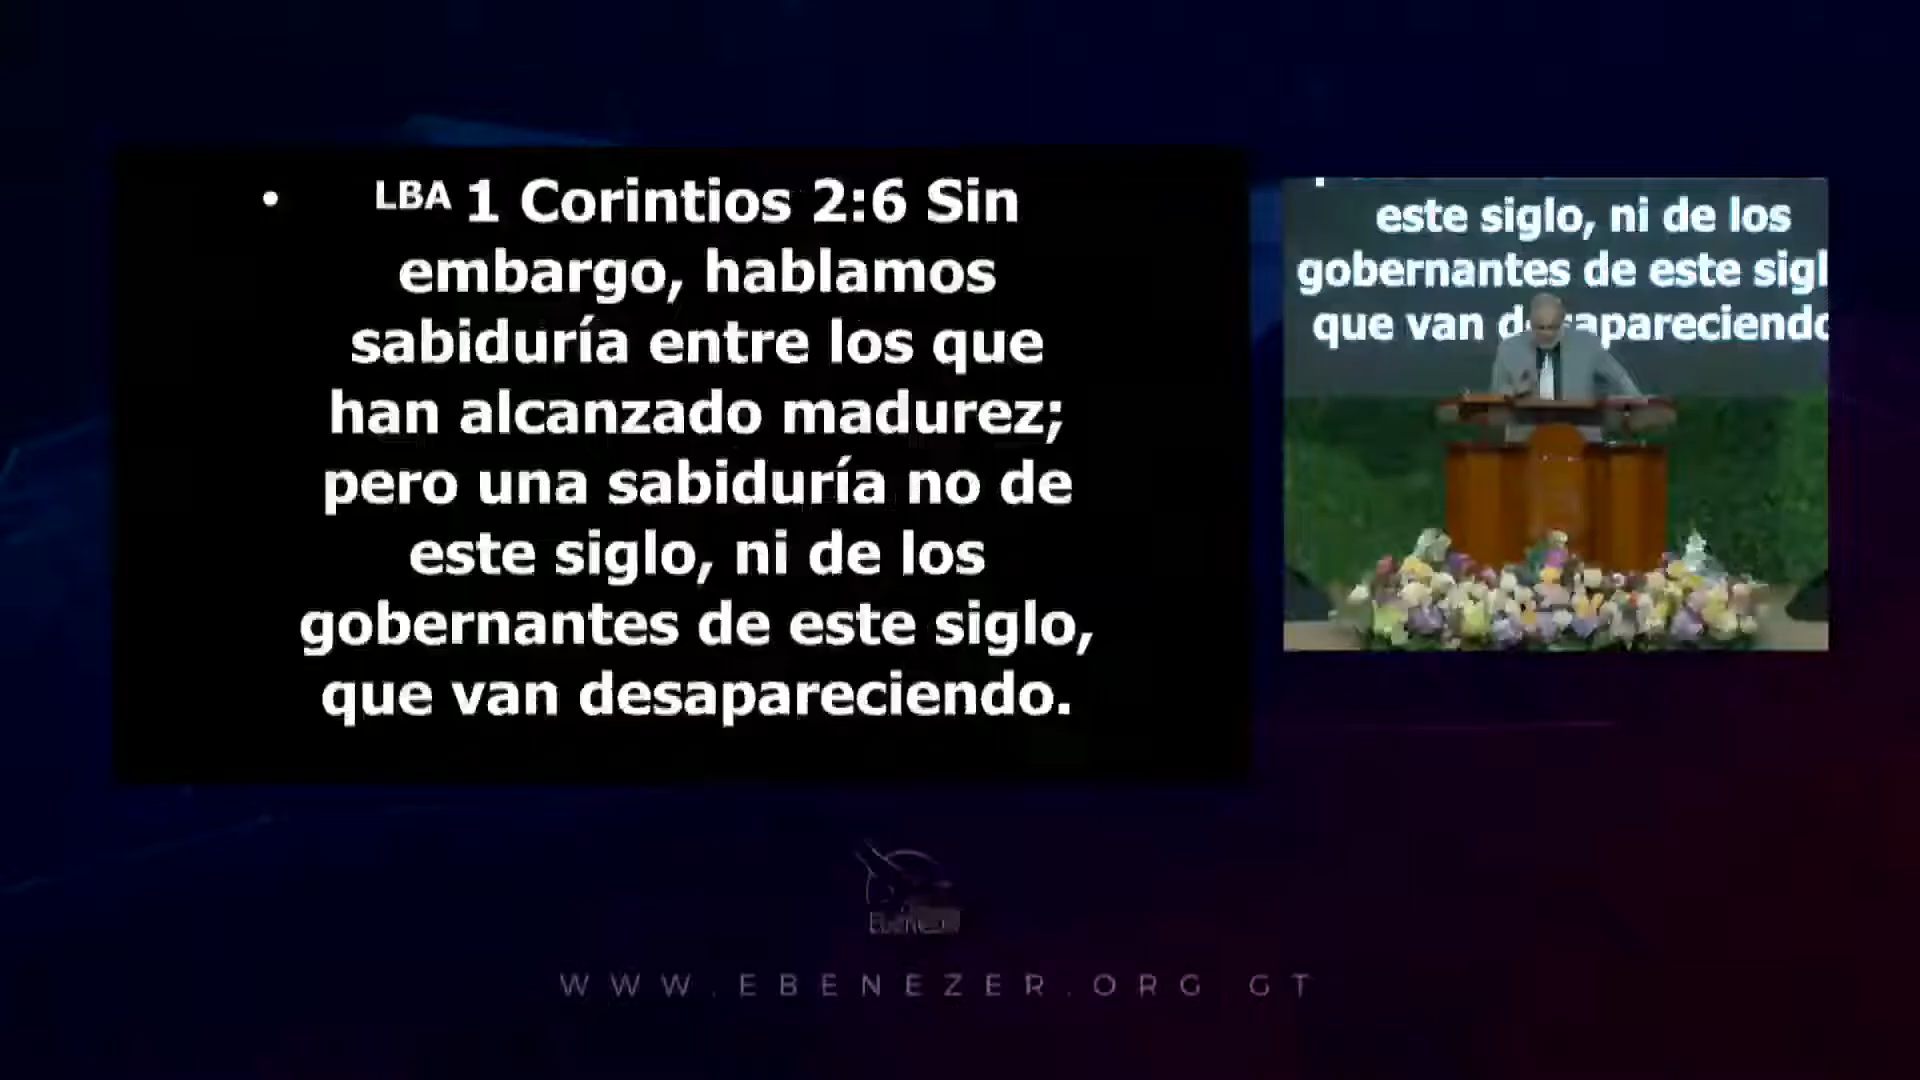 • LBA 1 Corintios 2:6 Sin
embargo, hablamos
sabiduría entre los que
han alcanzado madurez;
pero una sabiduría no de
este siglo, ni de los
gobernantes de este siglo,
que van desapareciendo.
este siglo, ni de los
gobernantes de este sigl
que van desapareciendo
Ebenezer
WWW.EBENEZER.ORG.GT